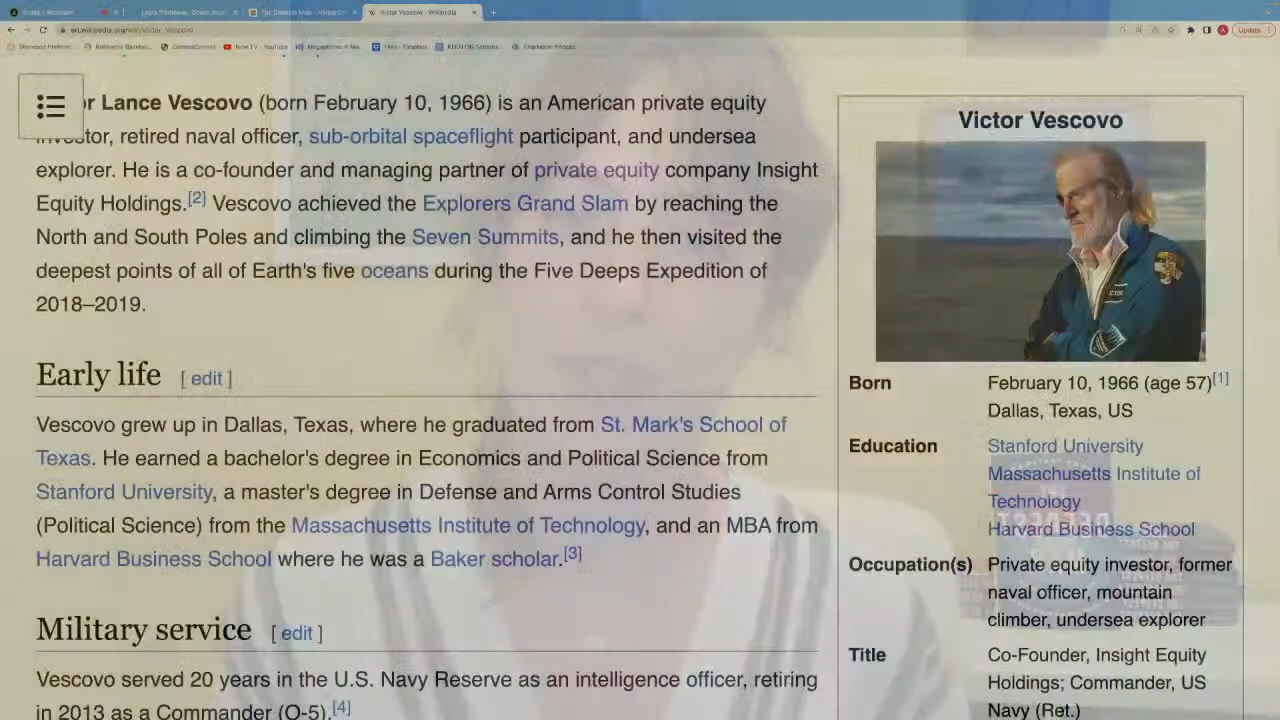 Victor Vescovo - Wikipedia
Update
r Lance Vescovo (born February 10, 1966) is an American private equity
investor, retired naval officer, sub-orbital spaceflight participant, and undersea
explorer. He is a co-founder and managing partner of private equity company Insight
Equity Holdings.[2] Vescovo achieved the Explorers Grand Slam by reaching the
North and South Poles and climbing the Seven Summits, and he then visited the
deepest points of all of Earth's five oceans during the Five Deeps Expedition of
2018–2019.
Early life [ edit ]
Vescovo grew up in Dallas, Texas, where he graduated from St. Mark's School of
Texas. He earned a bachelor's degree in Economics and Political Science from
Stanford University, a master's degree in Defense and Arms Control Studies
(Political Science) from the Massachusetts Institute of Technology, and an MBA from
Harvard Business School where he was a Baker scholar.[3]
Military service [ edit ]
Vescovo served 20 years in the U.S. Navy Reserve as an intelligence officer, retiring
in 2013 as a Commander (O-5).[4]
Victor Vescovo
Born February 10, 1966 (age 57)[1]
Dallas, Texas, US
Education Stanford University
Massachusetts Institute of
Technology
Harvard Business School
Occupation(s) Private equity investor, former
naval officer, mountain
climber, undersea explorer
Title Co-Founder, Insight Equity
Holdings; Commander, US
Navy (Ret.)